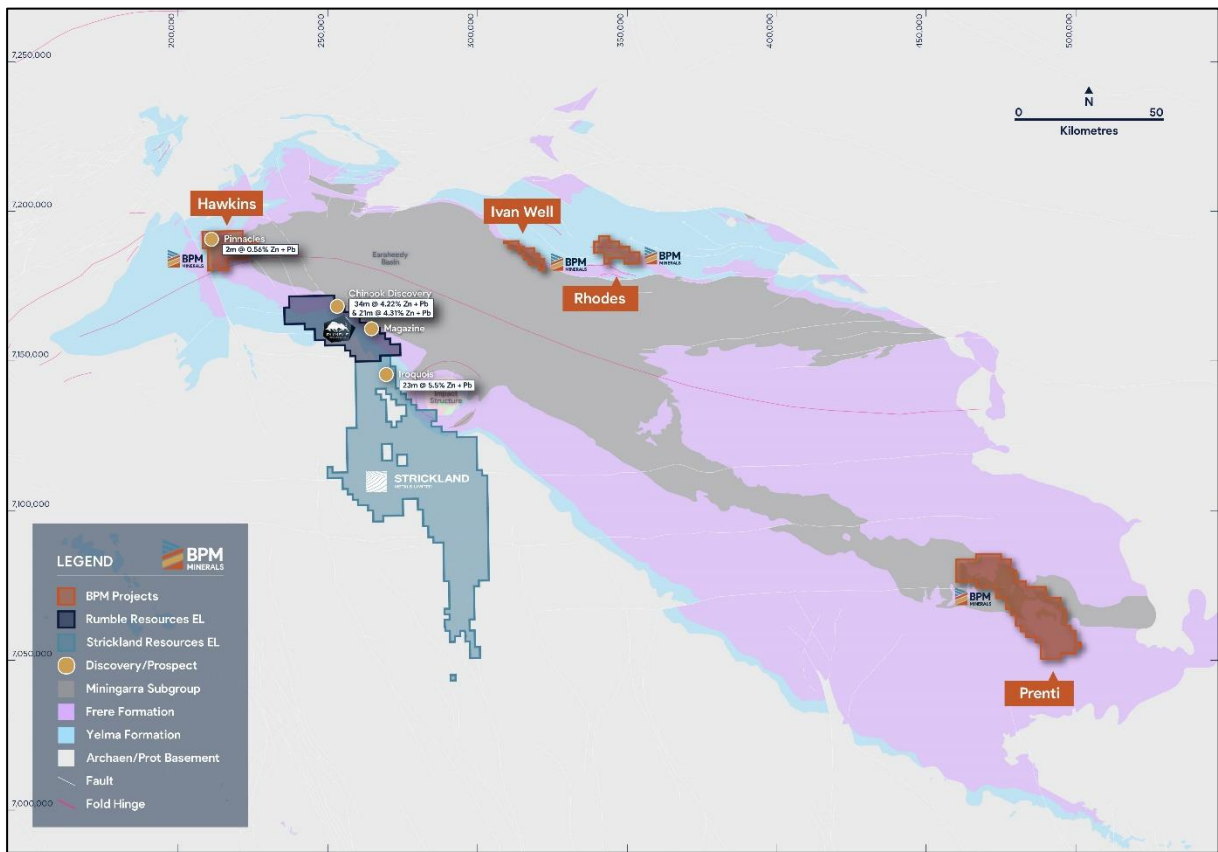 200,000
250,000
300,000
350,000
400,000
450,000
500,000
7,250,000
7,200,000
7,150,000
7,100,000
7,050,000
7,000,000
N
0 50
Kilometres
Hawkins
Pinnacles
2m @ 0.56% Zn + Pb
BPM
MINERALS
Ivan Well
BPM
MINERALS
Rhodes
BPM
MINERALS
Earaheedy
Basin
Chinook Discovery
34m @ 4.22% Zn + Pb
& 21m @ 4.31% Zn + Pb
Magazine
Iroquois
23m @ 5.5% Zn + Pb
Impact
Structure
STRICKLAND
METALS LIMITED
BPM
MINERALS
Prenti
LEGEND
BPM
MINERALS
BPM Projects
Rumble Resources EL
Strickland Resources EL
Discovery/Prospect
Miningarra Subgroup
Frere Formation
Yelma Formation
Archaen/Prot Basement
Fault
Fold Hinge